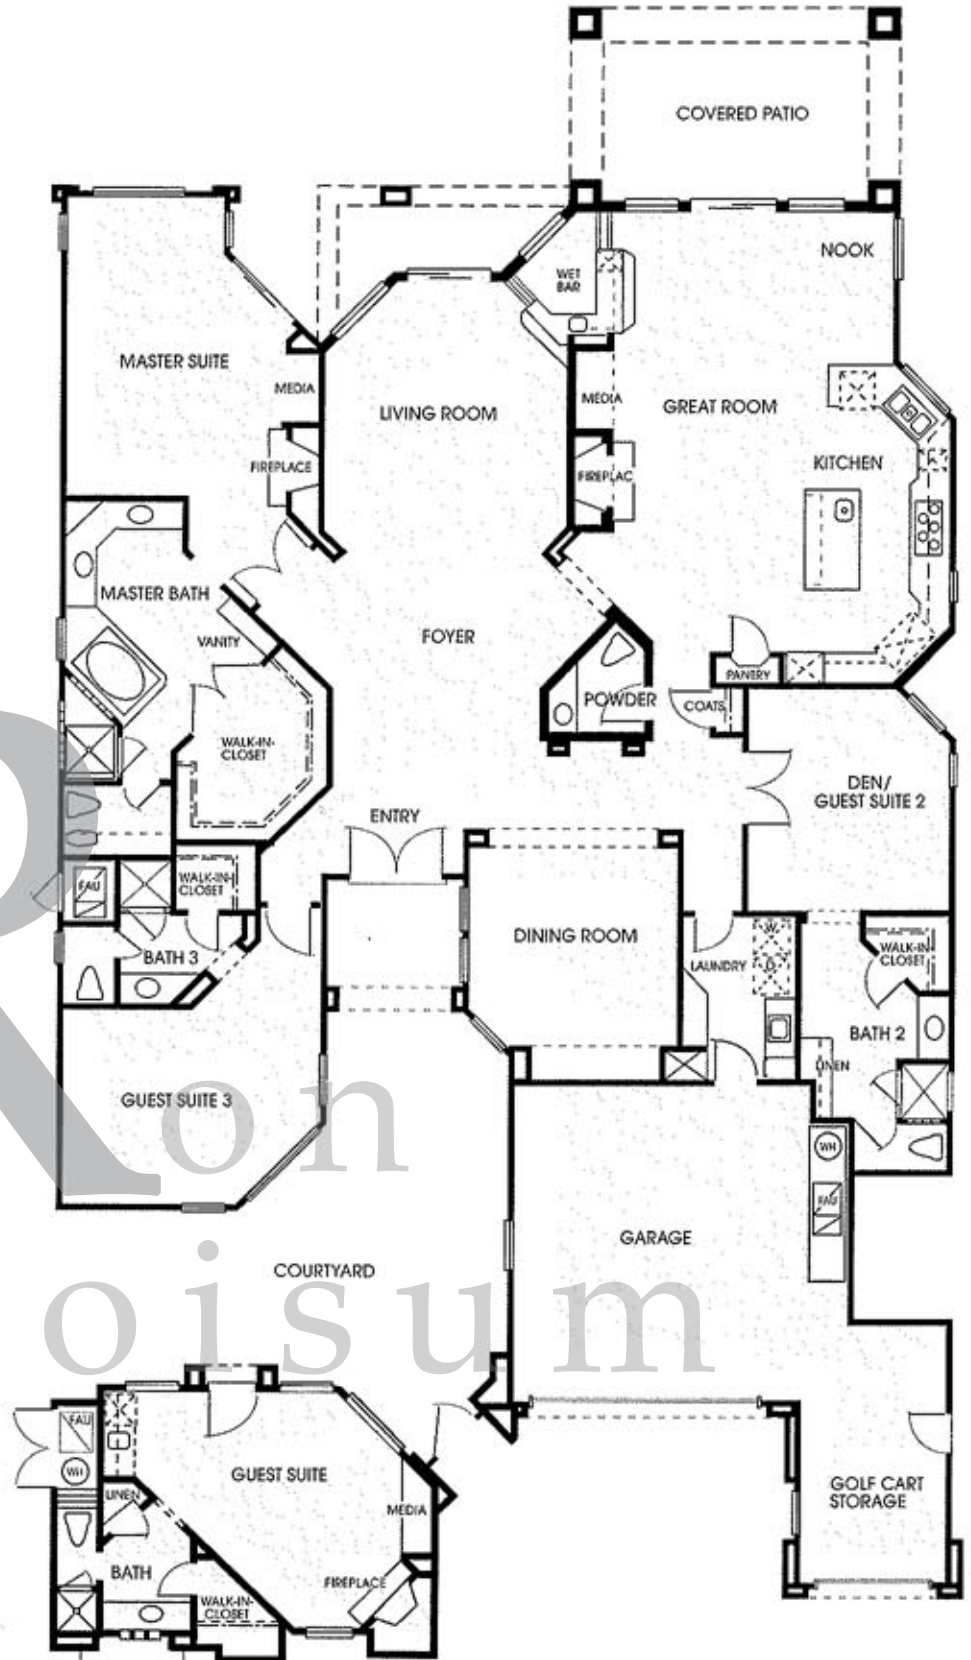 COVERED PATIO
NOOK
WET
BAR
MASTER SUITE
MEDIA
LIVING ROOM
MEDIA
GREAT ROOM
KITCHEN
FIREPLACE
FIREPLAC
MASTER BATH
VANITY
FOYER
PANTRY
POWDER
COATS
WALK-IN-
CLOSET
DEN/
GUEST SUITE 2
ENTRY
FAU
WALK-IN-
CLOSET
BATH 3
DINING ROOM
LAUNDRY
W
D
WALK-IN
CLOSET
BATH 2
LINEN
GUEST SUITE 3
WH
FAU
GARAGE
COURTYARD
Ron
Roisum
FAU
WH
LINEN
GUEST SUITE
MEDIA
GOLF CART
STORAGE
BATH
FIREPLACE
WALK-IN-
CLOSET